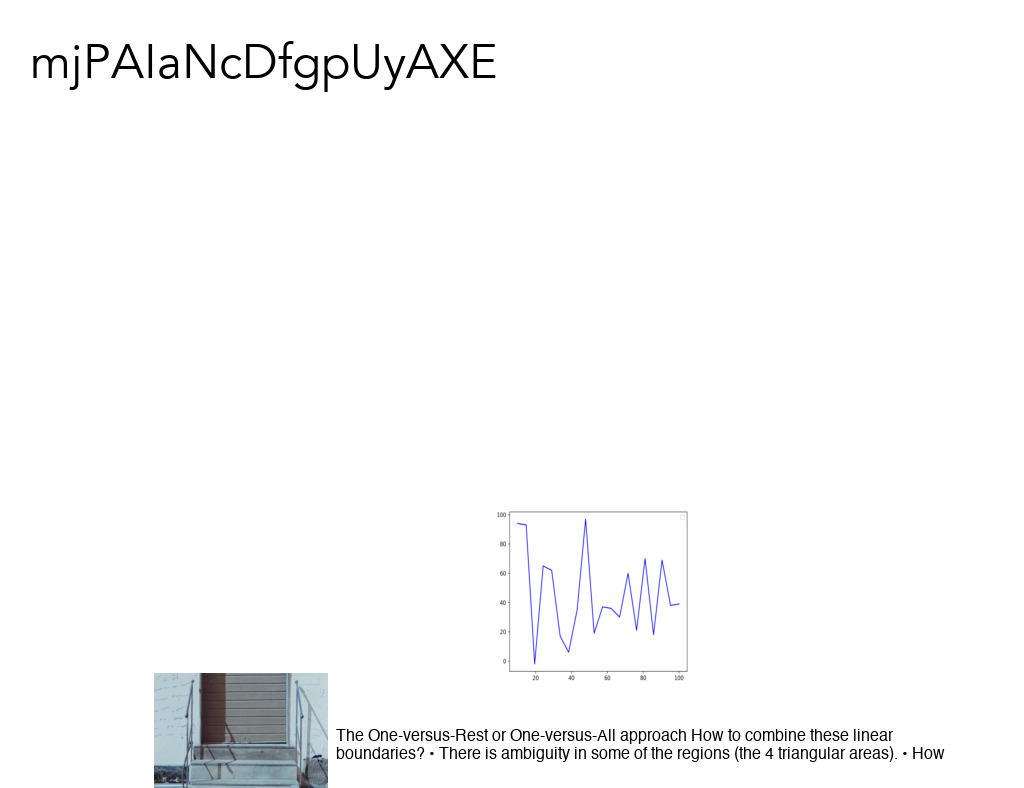 mjPAIaNcDfgpUyAXE
100
80
60
40
20
0
20 40 60 80 100
The One-versus-Rest or One-versus-All approach How to combine these linear
boundaries? • There is ambiguity in some of the regions (the 4 triangular areas). • How